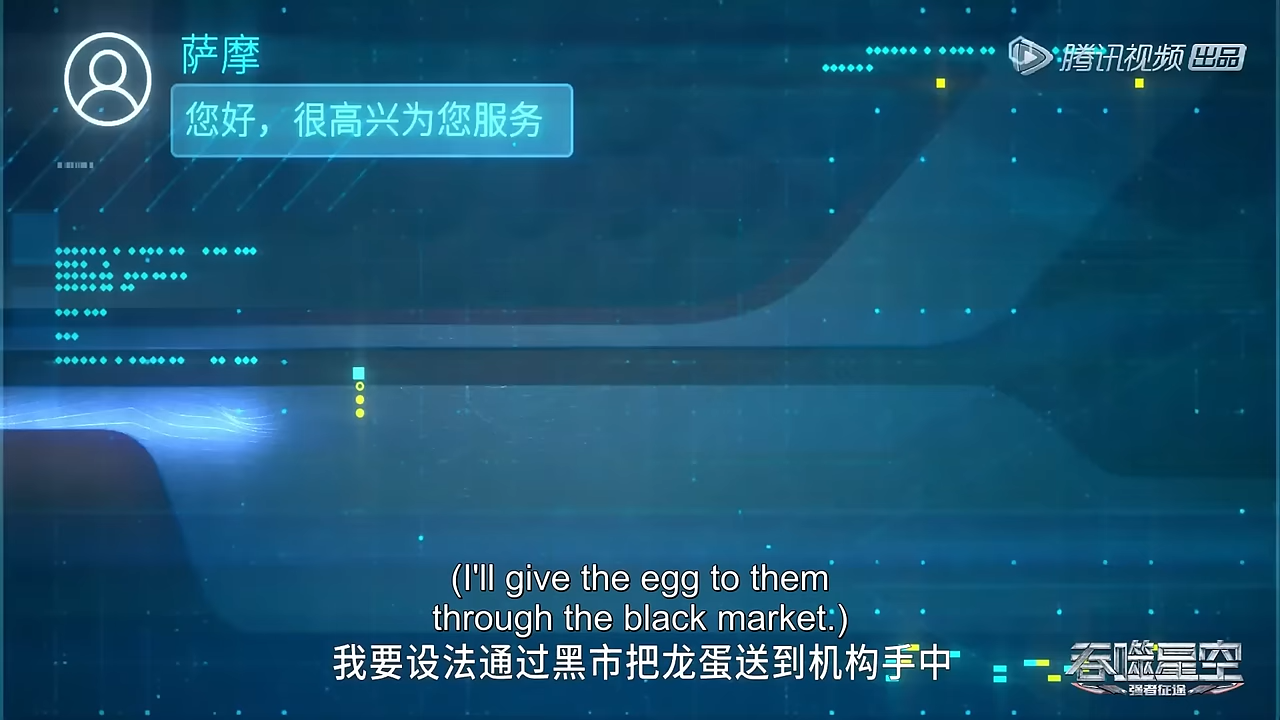 萨摩
腾讯视频 出品
您好，很高兴为您服务
(I'll give the egg to them
through the black market.)
我要设法通过黑市把龙蛋送到机构手中
吞噬星空
强者征途